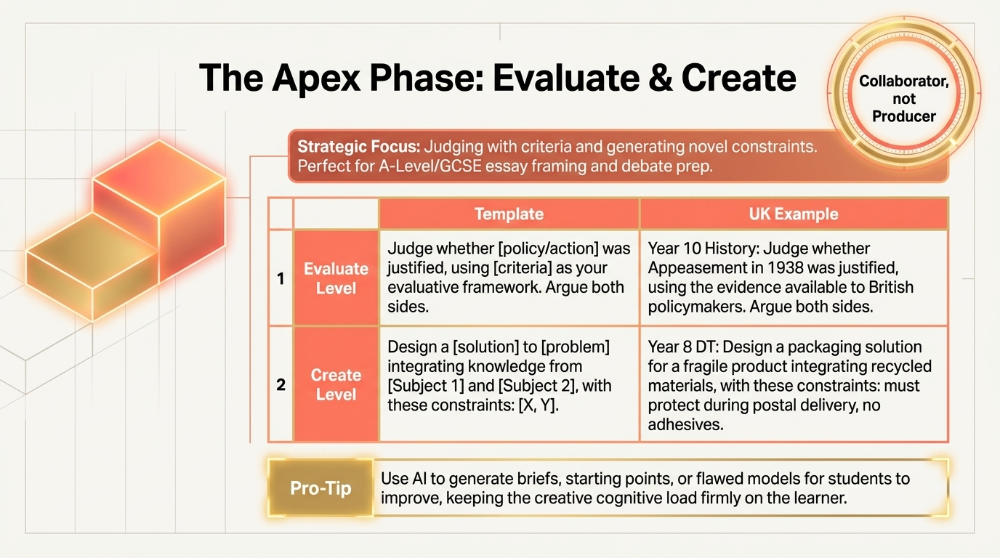 The Apex Phase: Evaluate & Create
Collaborator,
not
Producer
Strategic Focus: Judging with criteria and generating novel constraints.
Perfect for A-Level/GCSE essay framing and debate prep.
Template
UK Example
1
Evaluate
Level
Judge whether [policy/action] was
justified, using [criteria] as your
evaluative framework. Argue both
sides.
Year 10 History: Judge whether
Appeasement in 1938 was justified,
using the evidence available to British
policymakers. Argue both sides.
2
Create
Level
Design a [solution] to [problem]
integrating knowledge from
[Subject 1] and [Subject 2], with
these constraints: [X, Y].
Year 8 DT: Design a packaging solution
for a fragile product integrating recycled
materials, with these constraints: must
protect during postal delivery, no
adhesives.
Pro-Tip
Use AI to generate briefs, starting points, or flawed models for students to
improve, keeping the creative cognitive load firmly on the learner.